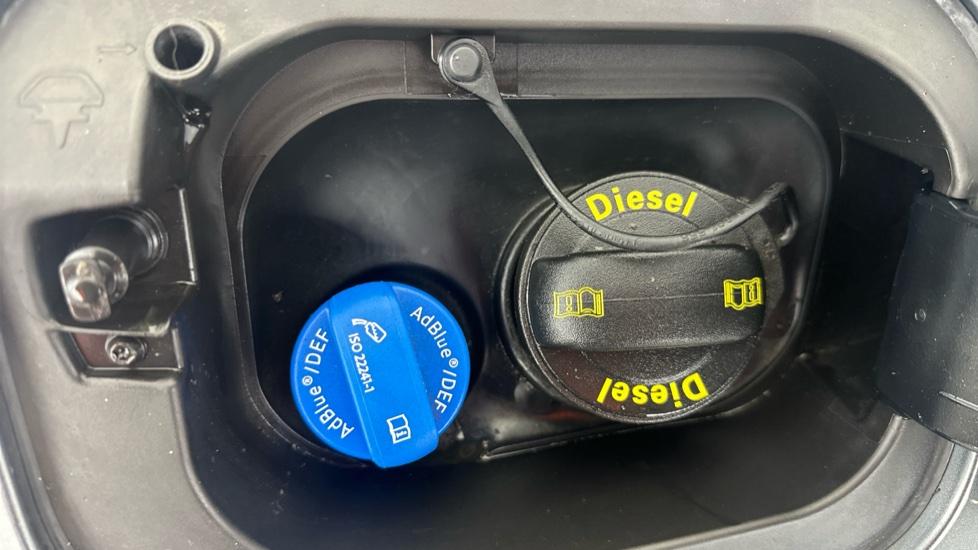 Diesel
Diesel
AdBlue®/DEF
ISO 22241-1
AdBlue®/DEF